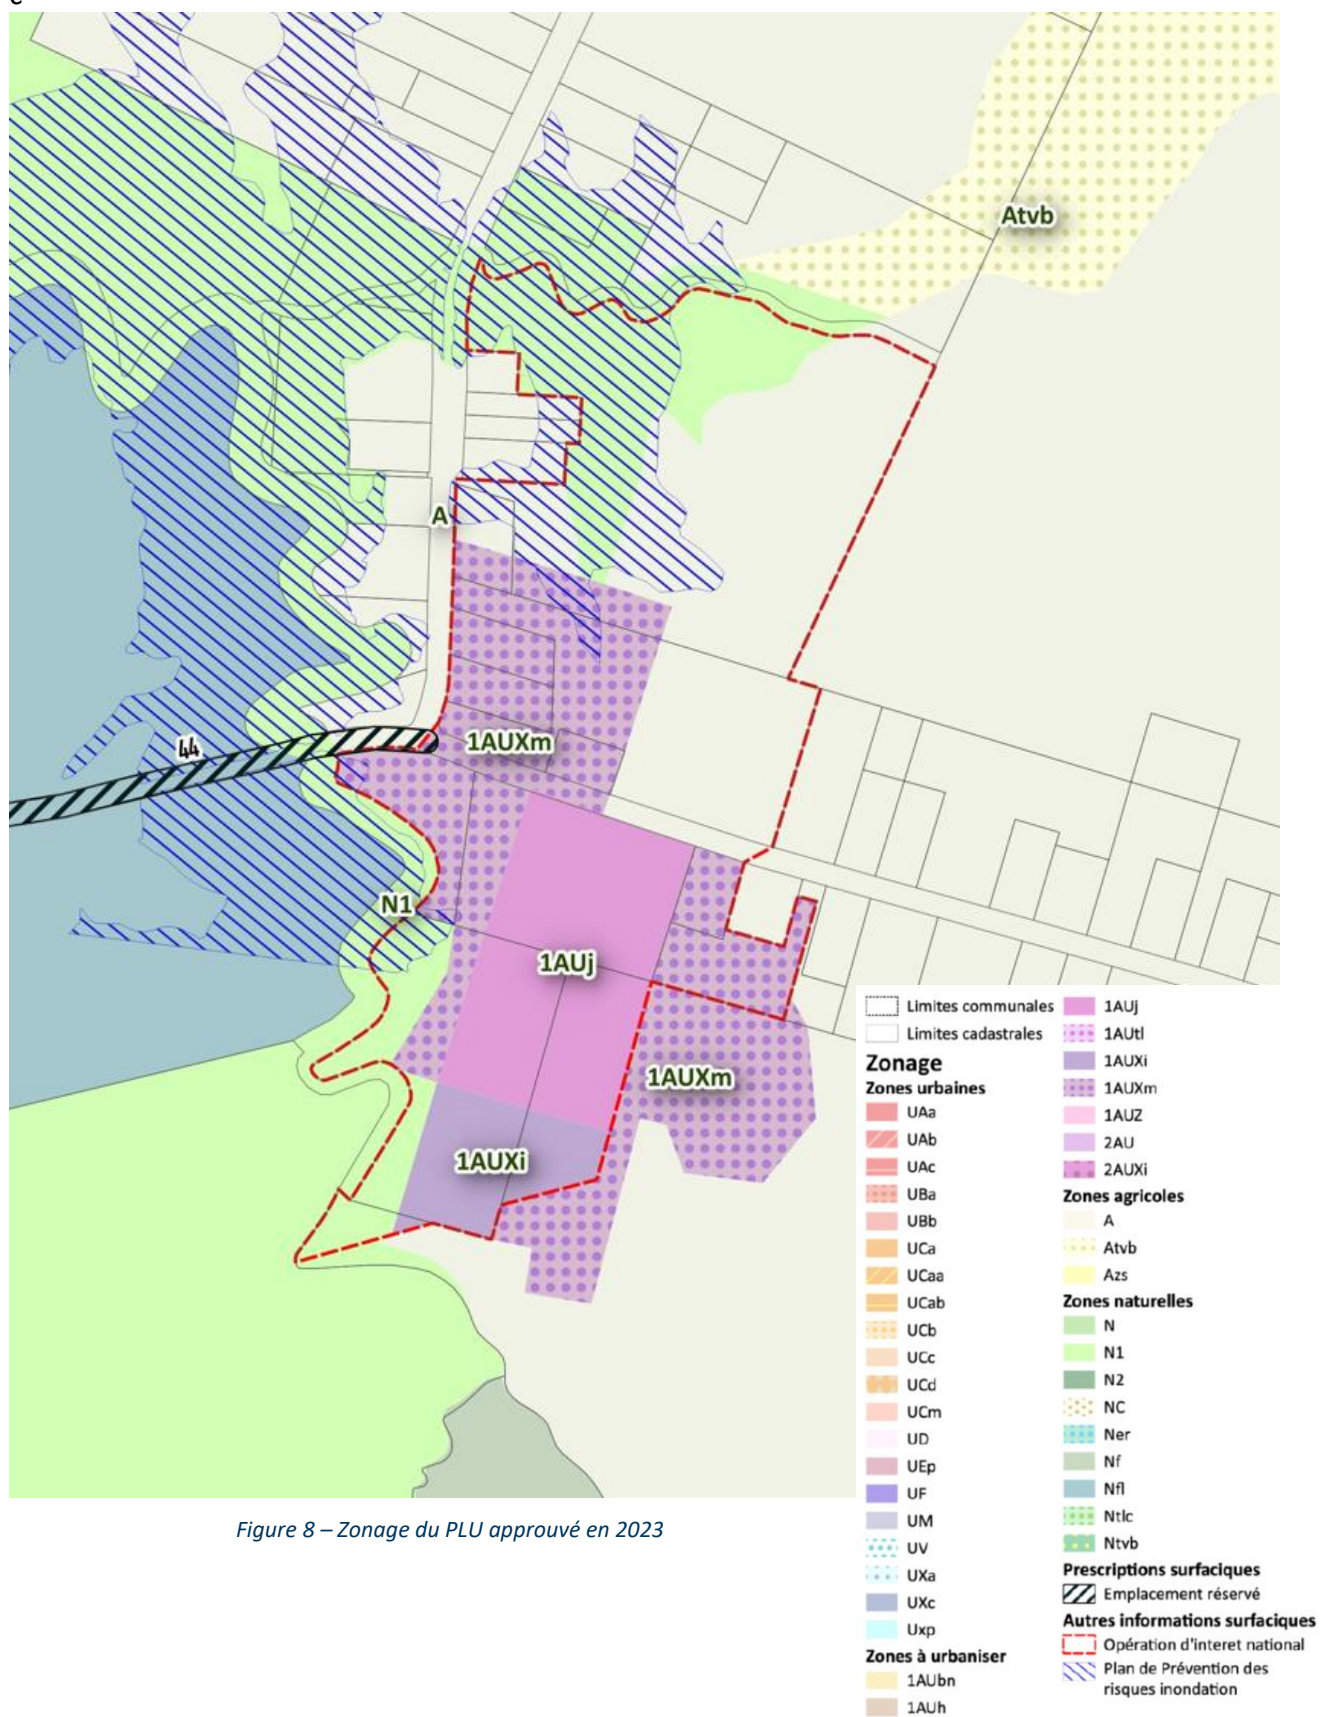 Atvb
A
1AUXm
44
N1
1AUj
1AUXm
1AUXi
Limites communales
Limites cadastrales
Zonage
Zones urbaines
UAa
UAb
UAc
UBa
UBb
UCa
UCaa
UCab
UCb
UCc
UCd
UCm
UD
UEp
UF
UM
UV
UXa
UXc
Uxp
Zones à urbaniser
1AUbn
1AUh
1AUj
1AUtl
1AUXi
1AUXm
1AUZ
2AU
2AUXi
Zones agricoles
A
Atvb
Azs
Zones naturelles
N
N1
N2
NC
Ner
Nf
Nfl
Ntlc
Ntvb
Prescriptions surfaciques
Emplacement réservé
Autres informations surfaciques
Opération d'interet national
Plan de Prévention des
risques inondation
Figure 8 – Zonage du PLU approuvé en 2023